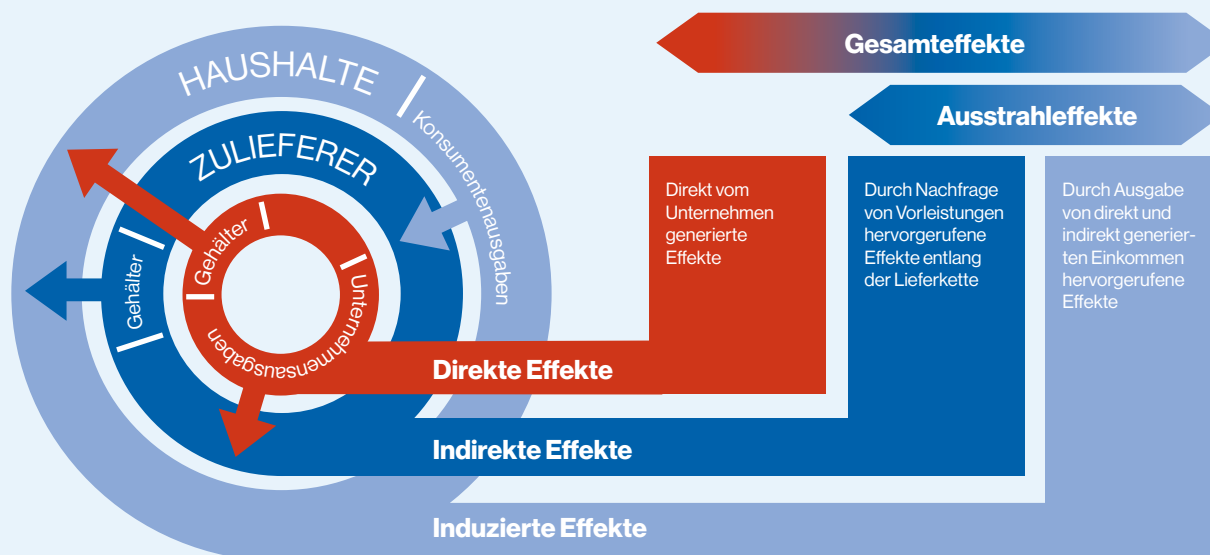 HAUSHALTE
Konsumentenausgaben
ZULIEFERER
Gehälter
Gehälter
Unternehmensausgaben
Gesamteffekte
Ausstrahleffekte
Direkt vom
Unternehmen
generierte
Effekte
Durch Nachfrage
von Vorleistungen
hervorgerufene
Effekte entlang
der Lieferkette
Durch Ausgabe
von direkt und
indirekt generier-
ten Einkommen
hervorgerufene
Effekte
Direkte Effekte
Indirekte Effekte
Induzierte Effekte